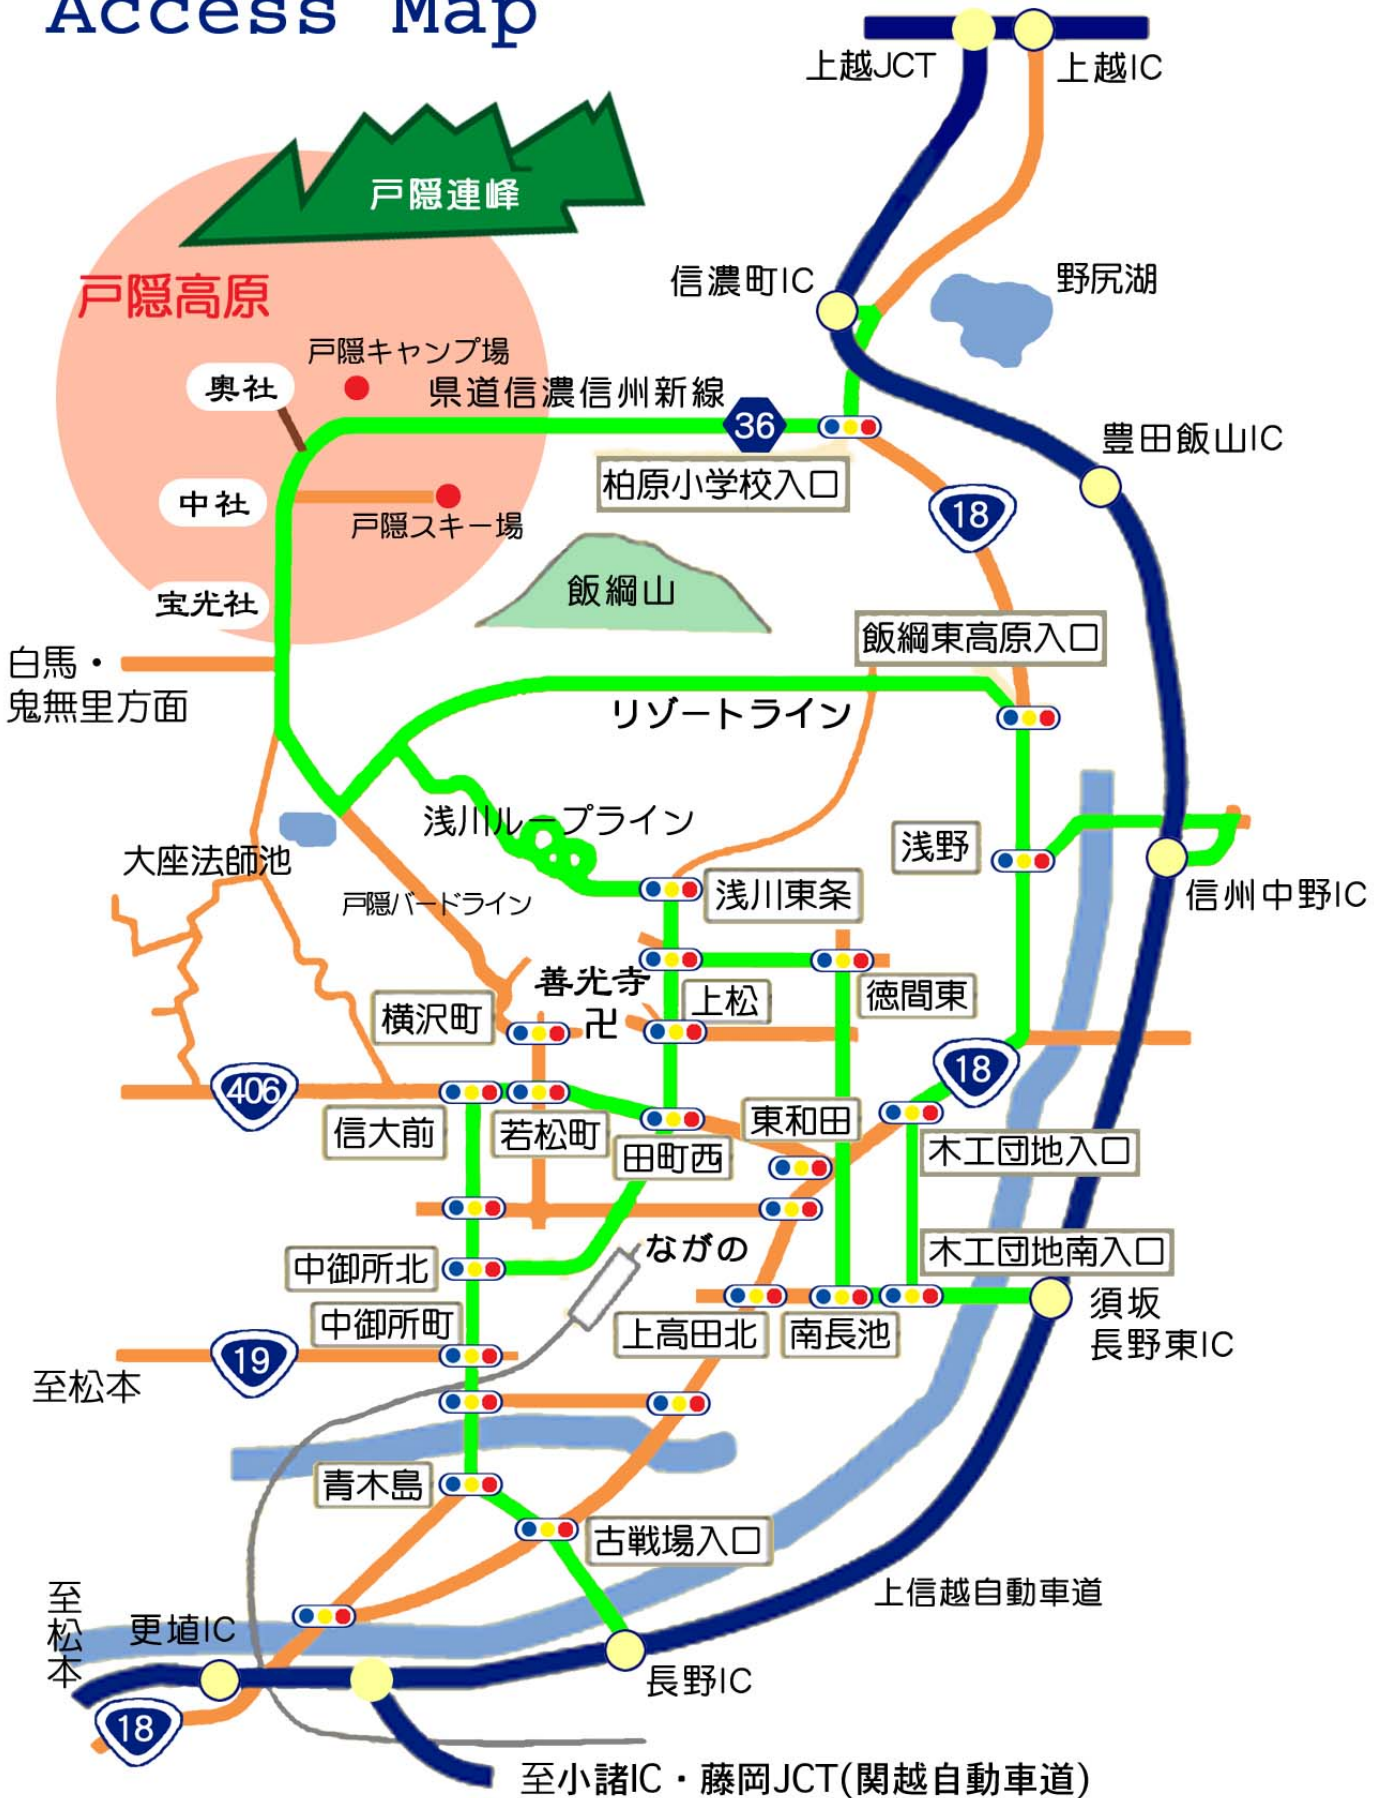 Access Map
上越JCT
上越IC
戸隠連峰
戸隠高原
信濃町IC
野尻湖
戸隠キャンプ場
奥社
県道信濃信州新線
36
豊田飯山IC
柏原小学校入口
中社
戸隠スキー場
18
飯綱山
宝光社
飯綱東高原入口
白馬・
鬼無里方面
リゾートライン
浅川ループライン
浅野
大座法師池
戸隠バードライン
浅川東条
信州中野IC
善光寺
卍
上松
徳間東
横沢町
18
406
信大前
若松町
田町西
東和田
木工団地入口
中御所北
ながの
木工団地南入口
中御所町
上高田北
南長池
須坂
長野東IC
19
至松本
青木島
古戦場入口
上信越自動車道
至松本
更埴IC
長野IC
18
至小諸IC・藤岡JCT(関越自動車道)